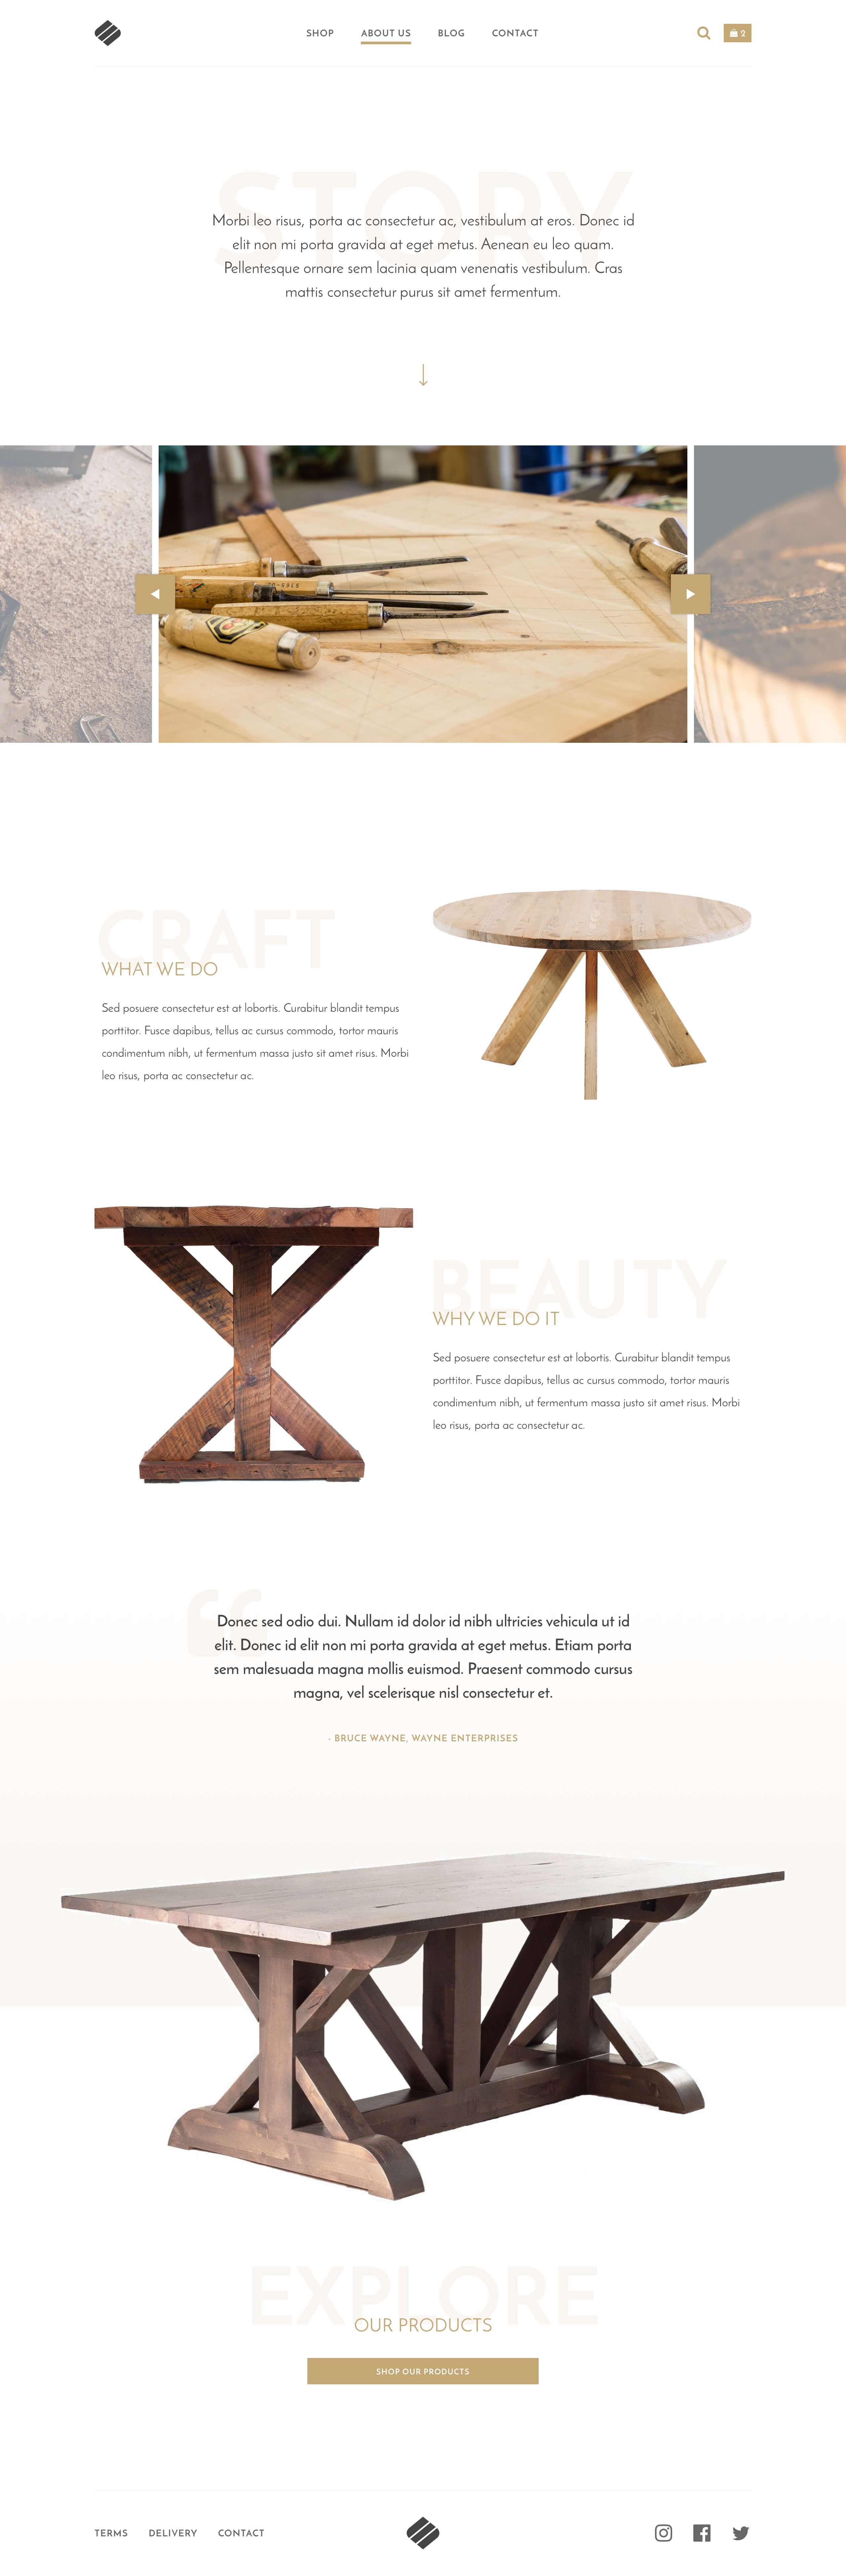 SHOP ABOUT US BLOG CONTACT 2
STORY
Morbi leo risus, porta ac consectetur ac, vestibulum at eros. Donec id
elit non mi porta gravida at eget metus. Aenean eu leo quam.
Pellentesque ornare sem lacinia quam venenatis vestibulum. Cras
mattis consectetur purus sit amet fermentum.
CRAFT
WHAT WE DO
Sed posuere consectetur est at lobortis. Curabitur blandit tempus
porttitor. Fusce dapibus, tellus ac cursus commodo, tortor mauris
condimentum nibh, ut fermentum massa justo sit amet risus. Morbi
leo risus, porta ac consectetur ac.
BEAUTY
WHY WE DO IT
Sed posuere consectetur est at lobortis. Curabitur blandit tempus
porttitor. Fusce dapibus, tellus ac cursus commodo, tortor mauris
condimentum nibh, ut fermentum massa justo sit amet risus. Morbi
leo risus, porta ac consectetur ac.
“
Donec sed odio dui. Nullam id dolor id nibh ultricies vehicula ut id
elit. Donec id elit non mi porta gravida at eget metus. Etiam porta
sem malesuada magna mollis euismod. Praesent commodo cursus
magna, vel scelerisque nisl consectetur et.
- BRUCE WAYNE, WAYNE ENTERPRISES
EXPLORE
OUR PRODUCTS
SHOP OUR PRODUCTS
TERMS DELIVERY CONTACT